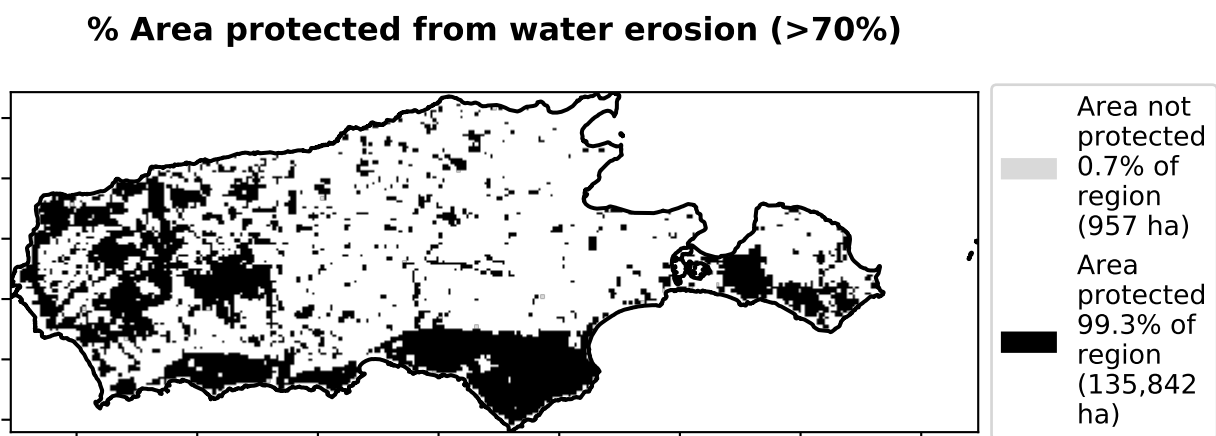 % Area protected from water erosion (>70%)
Area not
protected
0.7% of
region
(957 ha)
Area
protected
99.3% of
region
(135,842
ha)